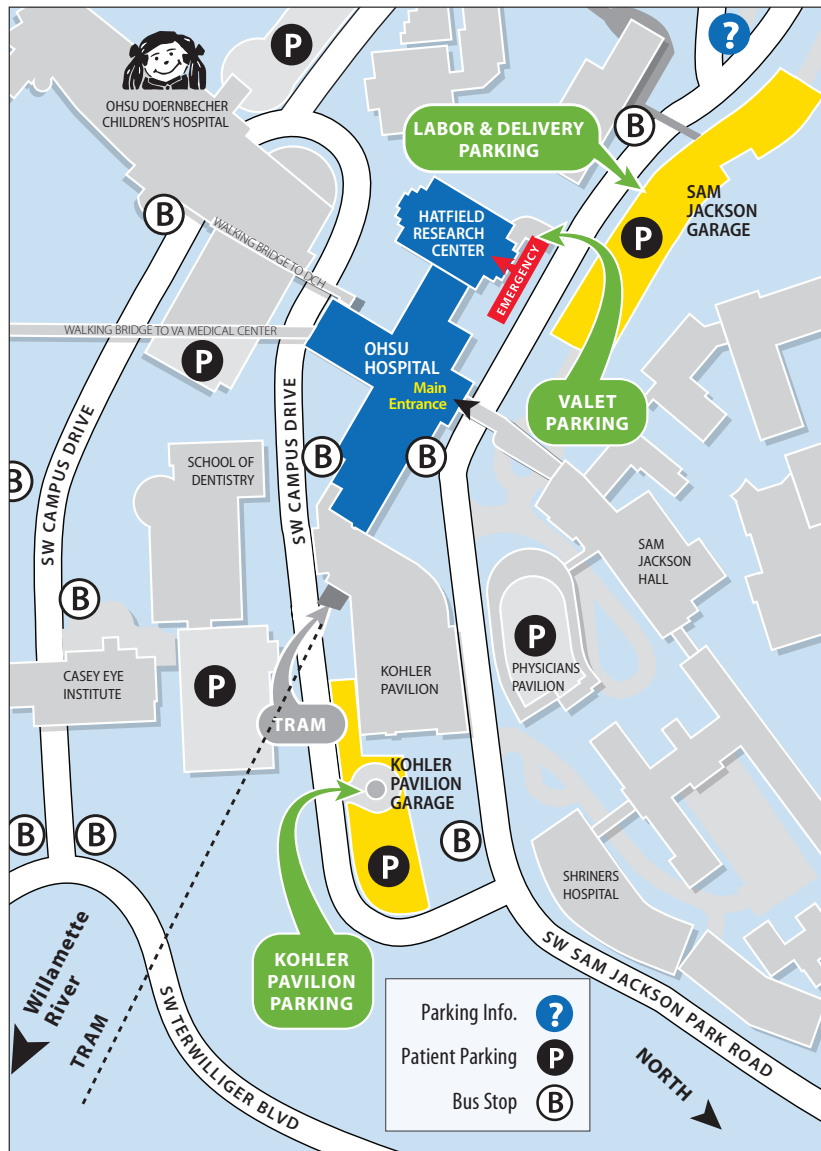 P
?
OHSU DOERNBECHER
CHILDREN'S HOSPITAL
B
LABOR & DELIVERY
PARKING
B
SAM
JACKSON
GARAGE
HATFIELD
RESEARCH
CENTER
P
WALKING BRIDGE TO DCH
EMERGENCY
WALKING BRIDGE TO VA MEDICAL CENTER
P
OHSU
HOSPITAL
Main
Entrance
VALET
PARKING
SW CAMPUS DRIVE
SW CAMPUS DRIVE
B
B
B
SCHOOL OF
DENTISTRY
SAM
JACKSON
HALL
B
P
PHYSICIANS
PAVILION
CASEY EYE
INSTITUTE
P
KOHLER
PAVILION
TRAM
KOHLER
PAVILION
GARAGE
B
B
B
P
SHRINERS
HOSPITAL
Willamette
River
TRAM
KOHLER
PAVILION
PARKING
SW TERWILLIGER BLVD
SW SAM JACKSON PARK ROAD
NORTH
Parking Info. ?
Patient Parking P
Bus Stop B